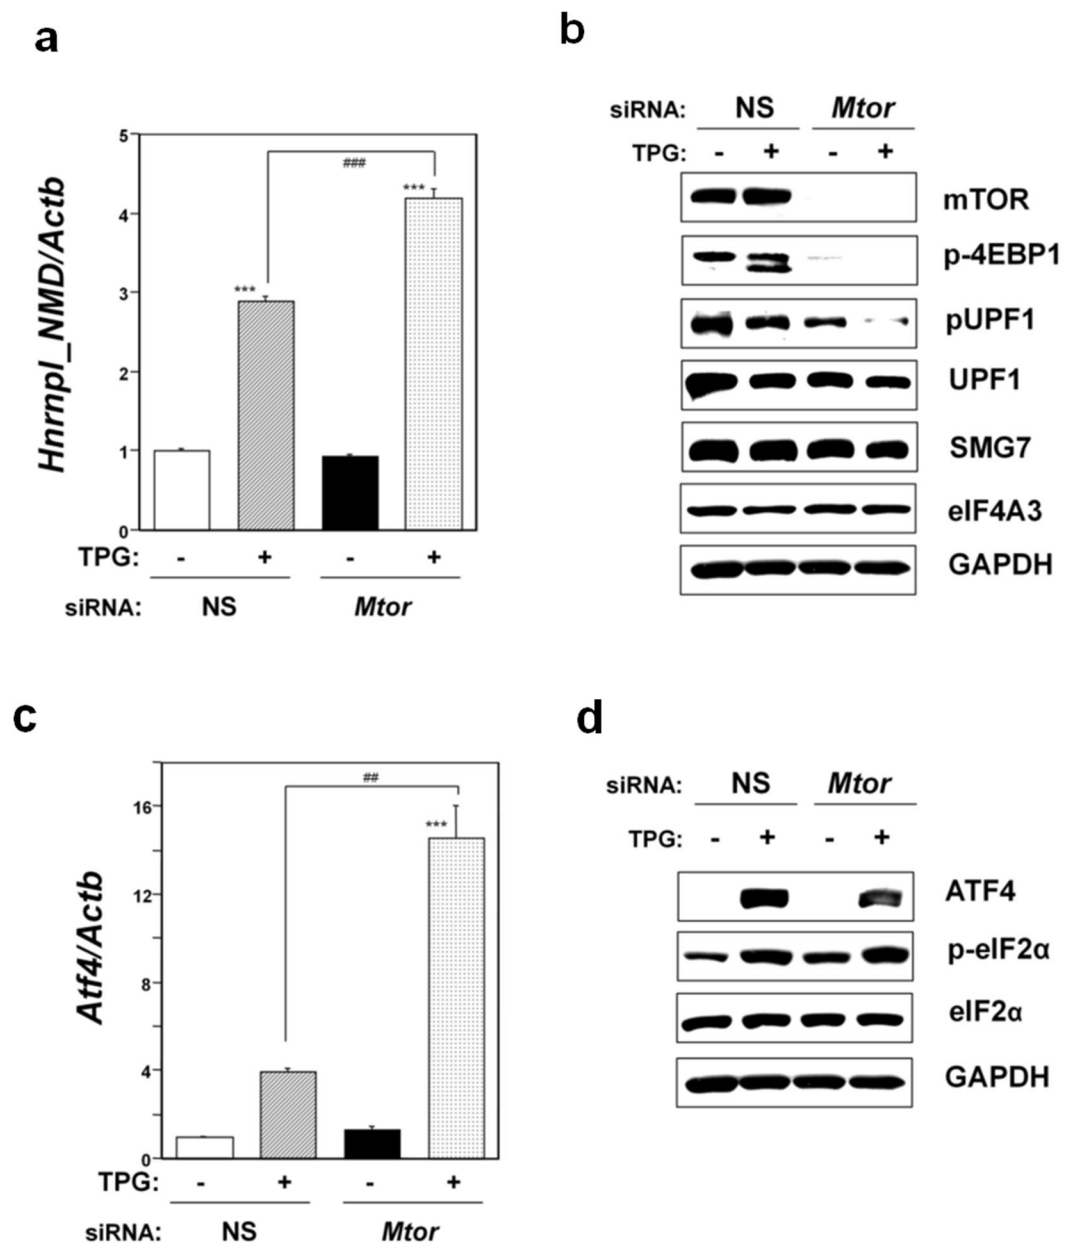 a
5
4
3
2
1
0
Hnrnpl_NMD/Actb
###
***
***
TPG: - + - +
siRNA: NS Mtor
b
siRNA: NS Mtor
TPG: - + - +
mTOR
p-4EBP1
pUPF1
UPF1
SMG7
eIF4A3
GAPDH
c
16
12
8
4
0
Atf4/Actb
##
***
TPG: - + - +
siRNA: NS Mtor
d
siRNA: NS Mtor
TPG: - + - +
ATF4
p-eIF2α
eIF2α
GAPDH